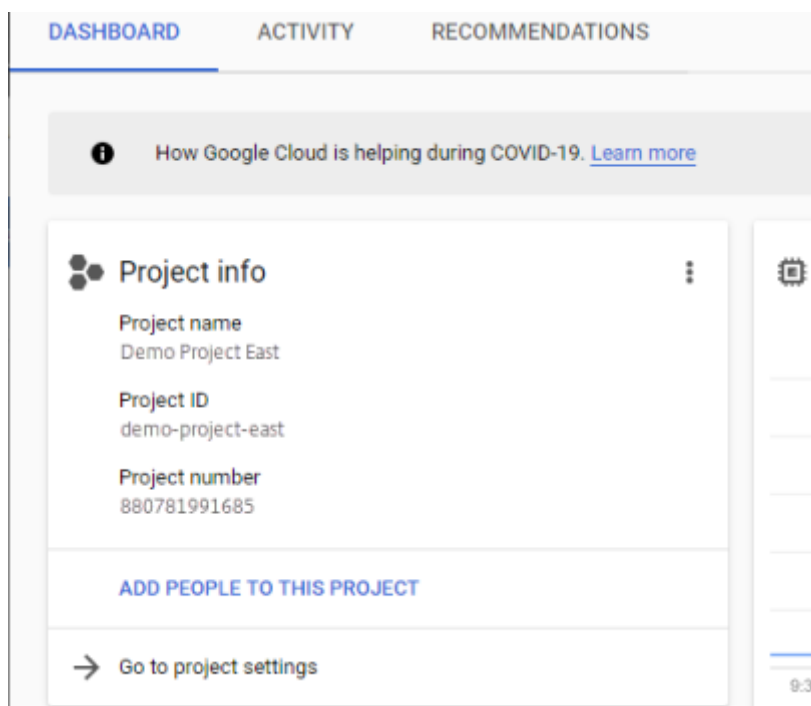 DASHBOARD ACTIVITY RECOMMENDATIONS
How Google Cloud is helping during COVID-19. Learn more
Project info
Project name
Demo Project East
Project ID
demo-project-east
Project number
880781991685
ADD PEOPLE TO THIS PROJECT
Go to project settings